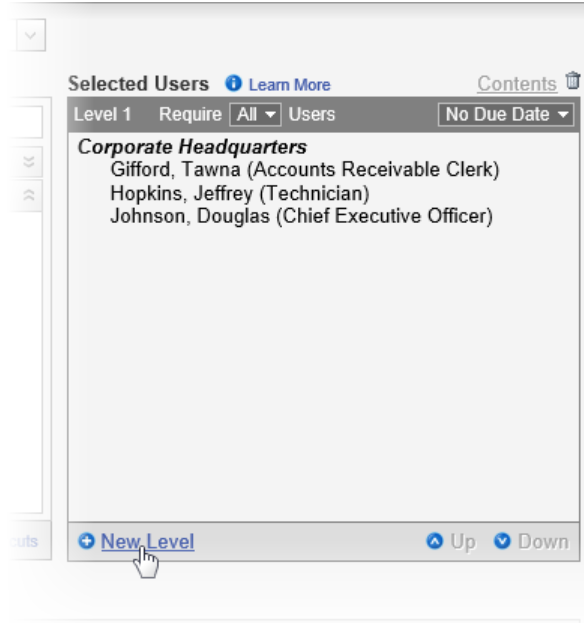 Selected Users Learn More Contents
Level 1 Require All Users No Due Date
Corporate Headquarters
Gifford, Tawna (Accounts Receivable Clerk)
Hopkins, Jeffrey (Technician)
Johnson, Douglas (Chief Executive Officer)
New Level Up Down